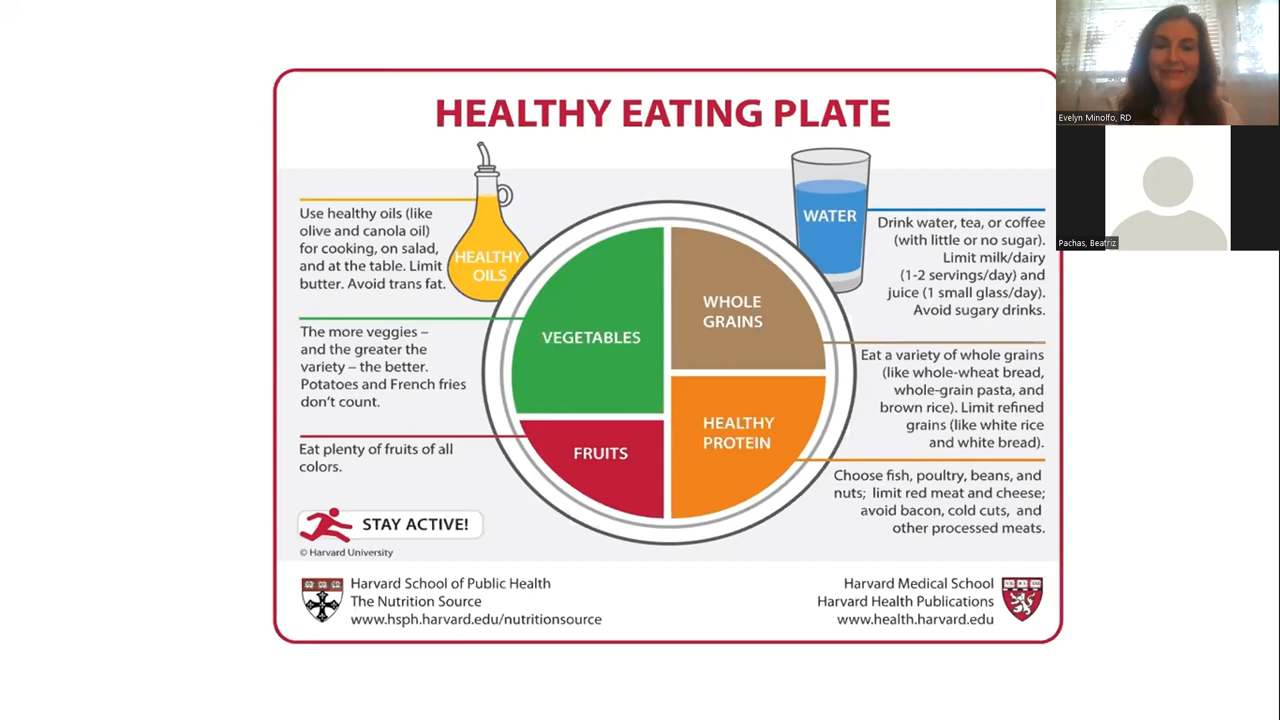 HEALTHY EATING PLATE
Use healthy oils (like
olive and canola oil)
for cooking, on salad,
and at the table. Limit
butter. Avoid trans fat.
HEALTHY
OILS
The more veggies –
and the greater the
variety – the better.
Potatoes and French fries
don't count.
Eat plenty of fruits of all
colors.
STAY ACTIVE!
© Harvard University
VEGETABLES
FRUITS
WHOLE
GRAINS
HEALTHY
PROTEIN
WATER
Drink water, tea, or coffee
(with little or no sugar).
Limit milk/dairy
(1-2 servings/day) and
juice (1 small glass/day).
Avoid sugary drinks.
Eat a variety of whole grains
(like whole-wheat bread,
whole-grain pasta, and
brown rice). Limit refined
grains (like white rice
and white bread).
Choose fish, poultry, beans, and
nuts; limit red meat and cheese;
avoid bacon, cold cuts, and
other processed meats.
Harvard School of Public Health
The Nutrition Source
www.hsph.harvard.edu/nutritionsource
Harvard Medical School
Harvard Health Publications
www.health.harvard.edu
Evelyn Minolfo, RD
Pachas, Beatriz